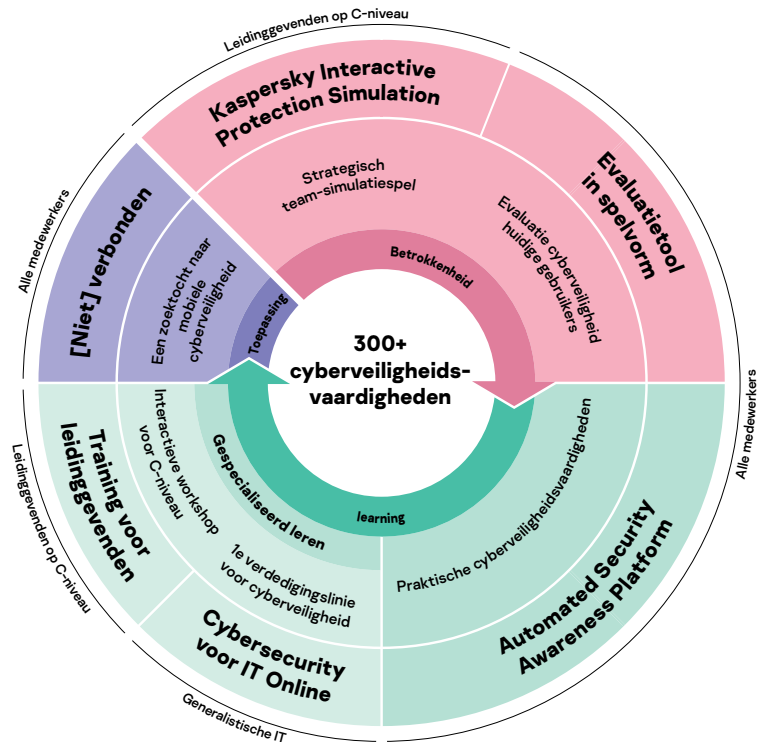 Leidinggevenden op C-niveau
Kaspersky Interactive
Protection Simulation
Strategisch
team-simulatiespel
Evaluatietool
in spelvorm
Evaluatie cyberveiligheid
huidige gebruikers
Betrokkenheid
Alle medewerkers
[Niet] verbonden
Een zoektocht naar
mobiele
cyberveiligheid
Toepassing
300+
cyberveiligheids-
vaardigheden
Alle medewerkers
Automated Security
Awareness Platform
Praktische cyberveiligheidsvaardigheden
learning
Gespecialiseerd leren
Leidinggevenden op C-niveau
Training voor
leidinggevenden
Interactieve workshop
voor C-niveau
1e verdedigingslinie
voor cyberveiligheid
Cybersecurity
voor IT Online
Generalistische IT